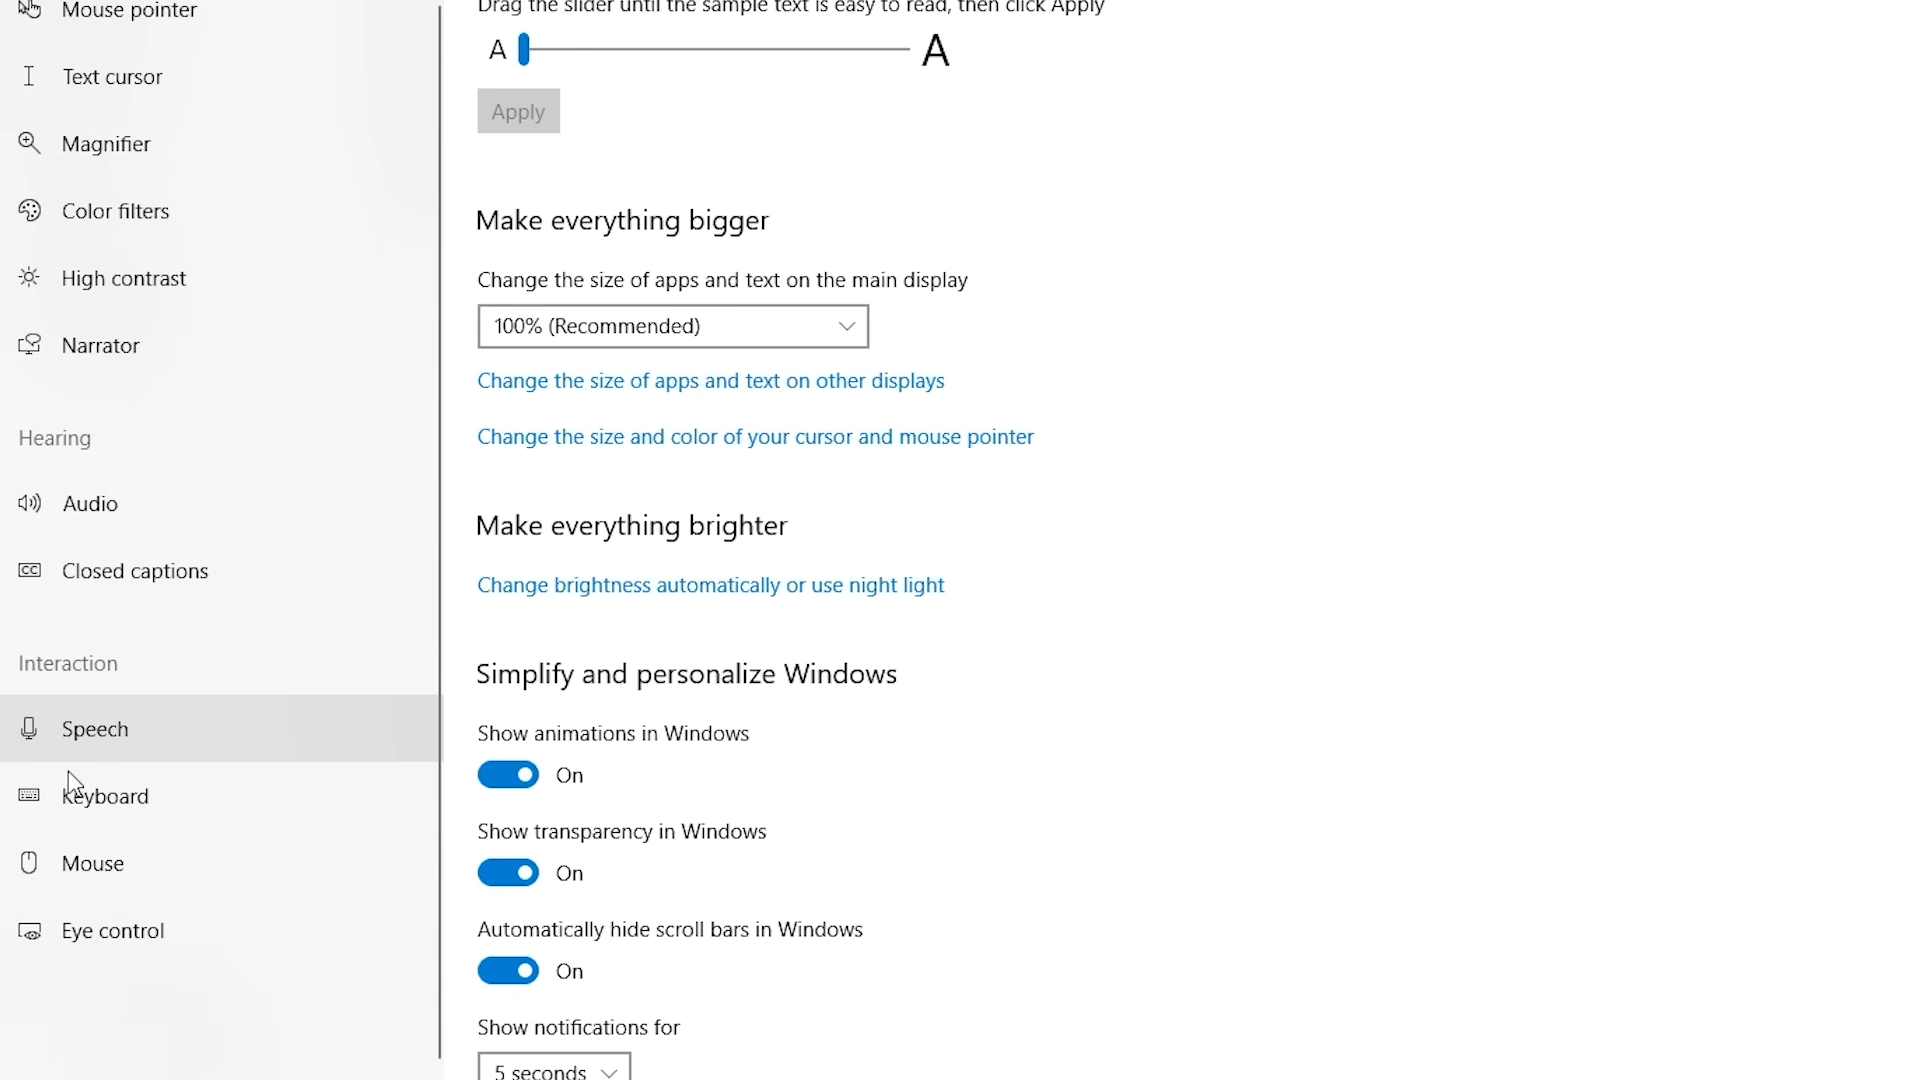 Mouse pointer
Text cursor
Magnifier
Color filters
High contrast
Narrator
Hearing
Audio
Closed captions
Interaction
Speech
Keyboard
Mouse
Eye control
Drag the slider until the sample text is easy to read, then click Apply
A A
Apply
Make everything bigger
Change the size of apps and text on the main display
100% (Recommended)
Change the size of apps and text on other displays
Change the size and color of your cursor and mouse pointer
Make everything brighter
Change brightness automatically or use night light
Simplify and personalize Windows
Show animations in Windows
On
Show transparency in Windows
On
Automatically hide scroll bars in Windows
On
Show notifications for
5 seconds